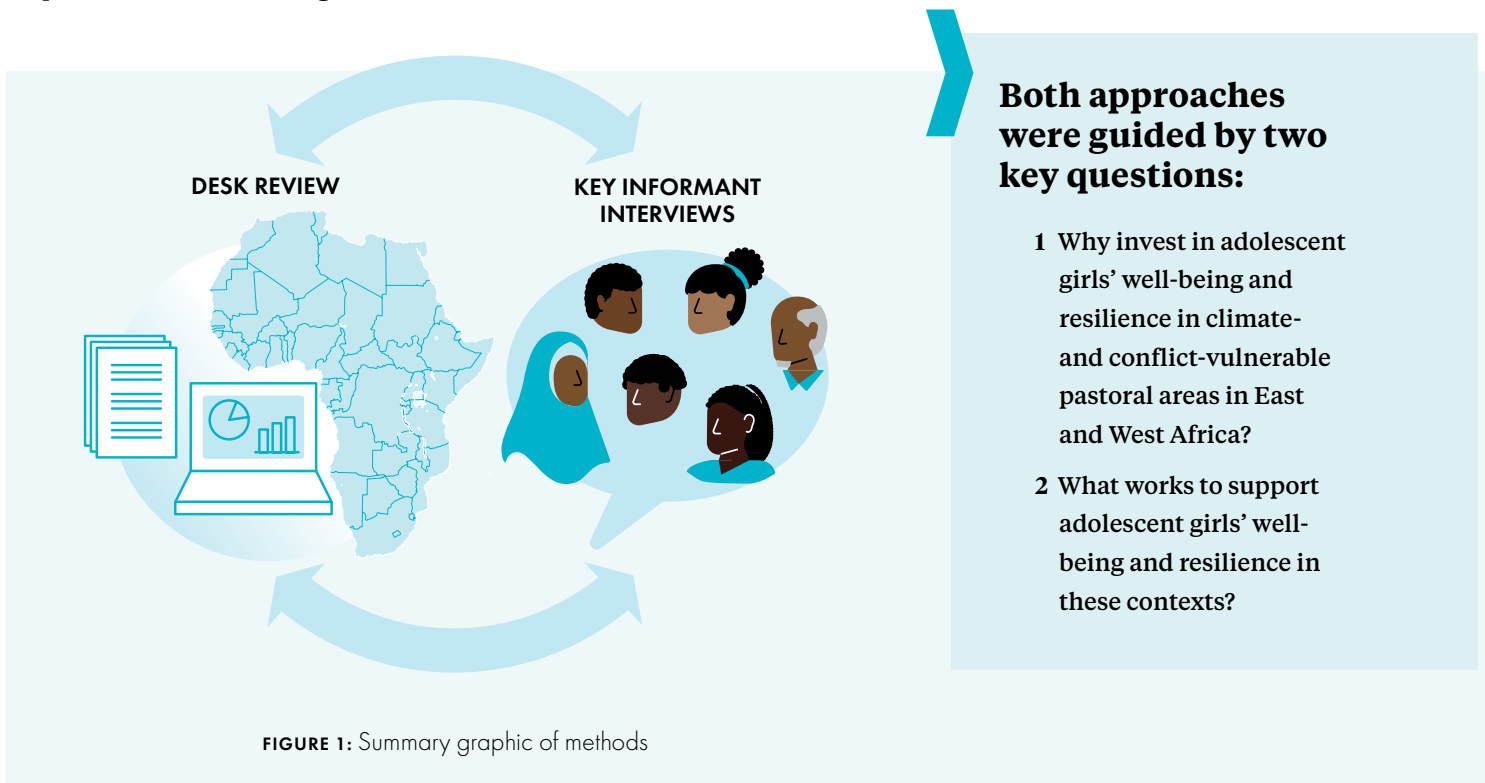 DESK REVIEW
KEY INFORMANT
INTERVIEWS
FIGURE 1: Summary graphic of methods
Both approaches
were guided by two
key questions:
1 Why invest in adolescent
girls’ well-being and
resilience in climate-
and conflict-vulnerable
pastoral areas in East
and West Africa?
2 What works to support
adolescent girls’ well-
being and resilience in
these contexts?